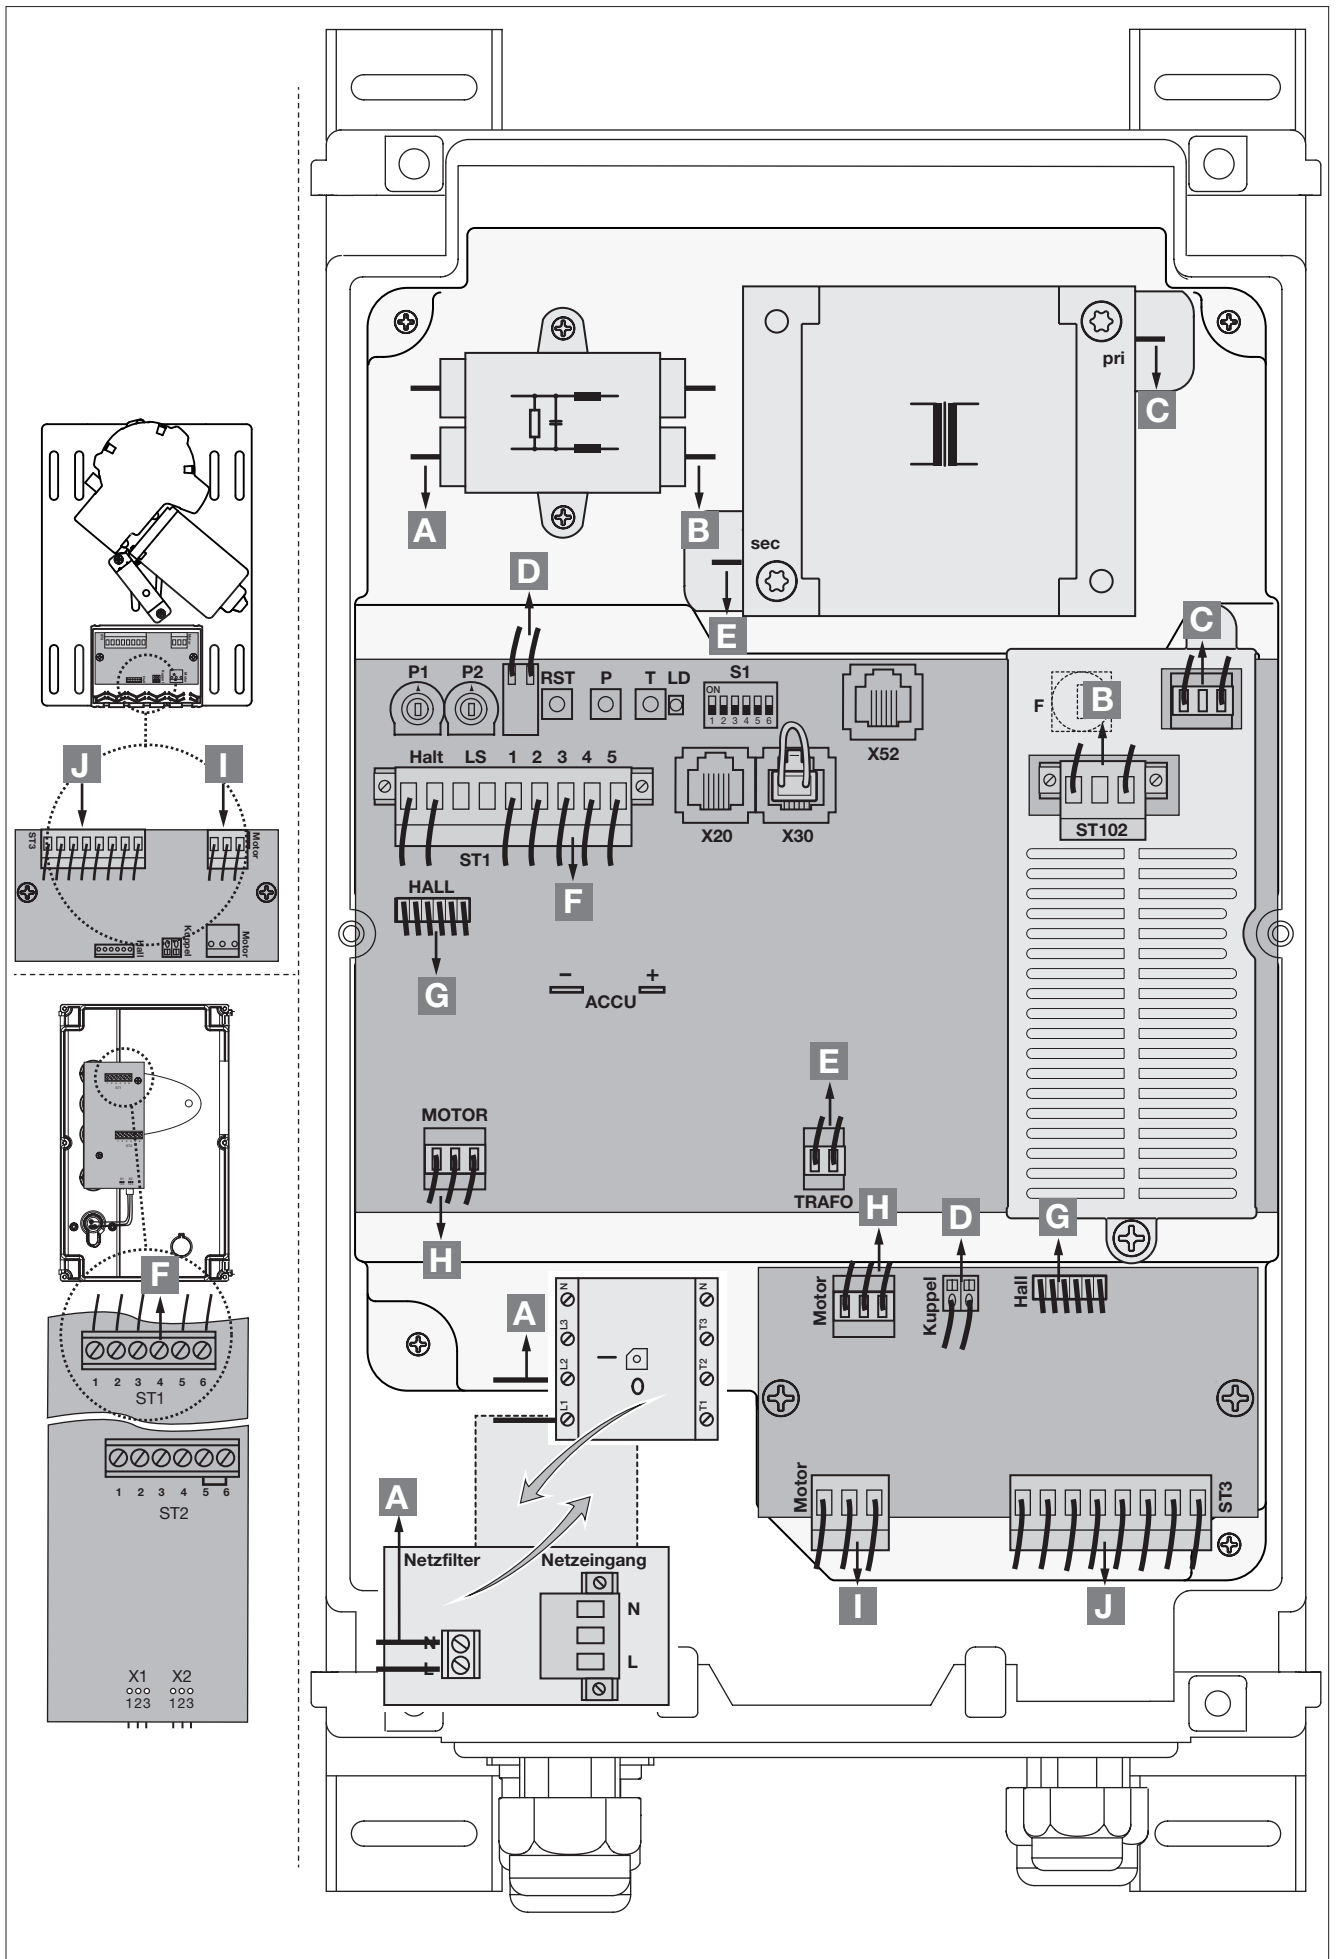 pri
C
A
B
sec
D
E
C
P1
P2
RST
P
T
LD
S1
ON
1 2 3 4 5 6
X52
F
B
Halt LS 1 2 3 4 5
X20
X30
ST102
ST1
F
HALL
G
− +
ACCU
E
MOTOR
TRAFO
H
H
D
G
Motor
Kuppel
Hall
A
N
L3
L2
L1
N
T3
T2
T1
0
A
Netzfilter
Netzeingang
N
L
N
L
Motor
ST3
I
J
J
I
ST3
Motor
Hall
Kuppel
Motor
F
1 2 3 4 5 6
ST1
1 2 3 4 5 6
ST2
X1 X2
123 123